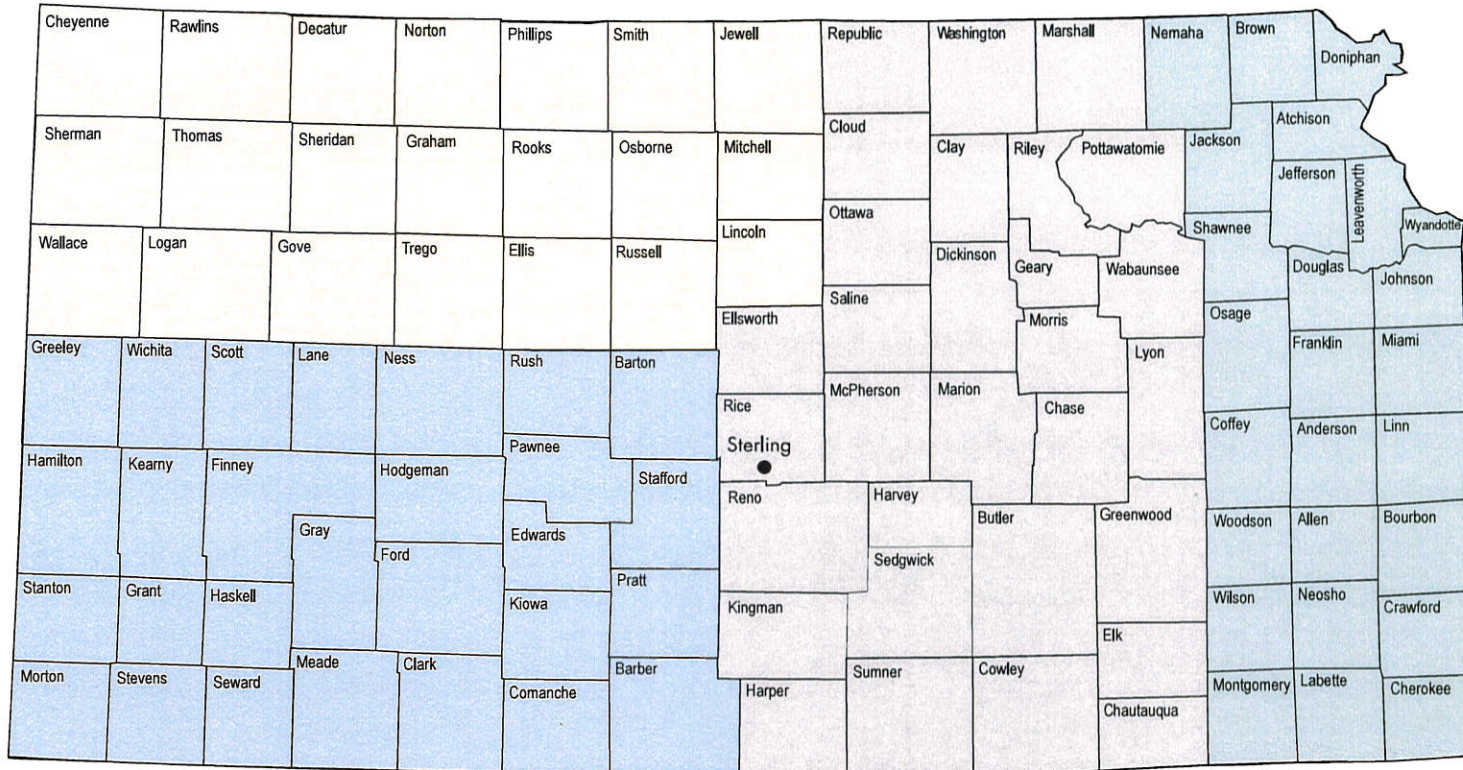 Cheyenne
Rawlins
Decatur
Norton
Phillips
Smith
Jewell
Republic
Washington
Marshall
Nemaha
Brown
Doniphan
Sherman
Thomas
Sheridan
Graham
Rooks
Osborne
Mitchell
Cloud
Clay
Riley
Pottawatomie
Jackson
Atchison
Jefferson
Leavenworth
Wyandotte
Wallace
Logan
Gove
Trego
Ellis
Russell
Lincoln
Ottawa
Dickinson
Geary
Wabaunsee
Shawnee
Douglas
Johnson
Ellsworth
Saline
Morris
Lyon
Osage
Franklin
Miami
Greeley
Wichita
Scott
Lane
Ness
Rush
Barton
Rice
Sterling
McPherson
Marion
Chase
Coffey
Anderson
Linn
Hamilton
Kearny
Finney
Hodgeman
Pawnee
Stafford
Reno
Harvey
Butler
Greenwood
Woodson
Allen
Bourbon
Gray
Ford
Edwards
Sedgwick
Stanton
Grant
Haskell
Kiowa
Pratt
Kingman
Elk
Wilson
Neosho
Crawford
Morton
Stevens
Seward
Meade
Clark
Comanche
Barber
Harper
Sumner
Cowley
Chautauqua
Montgomery
Labette
Cherokee